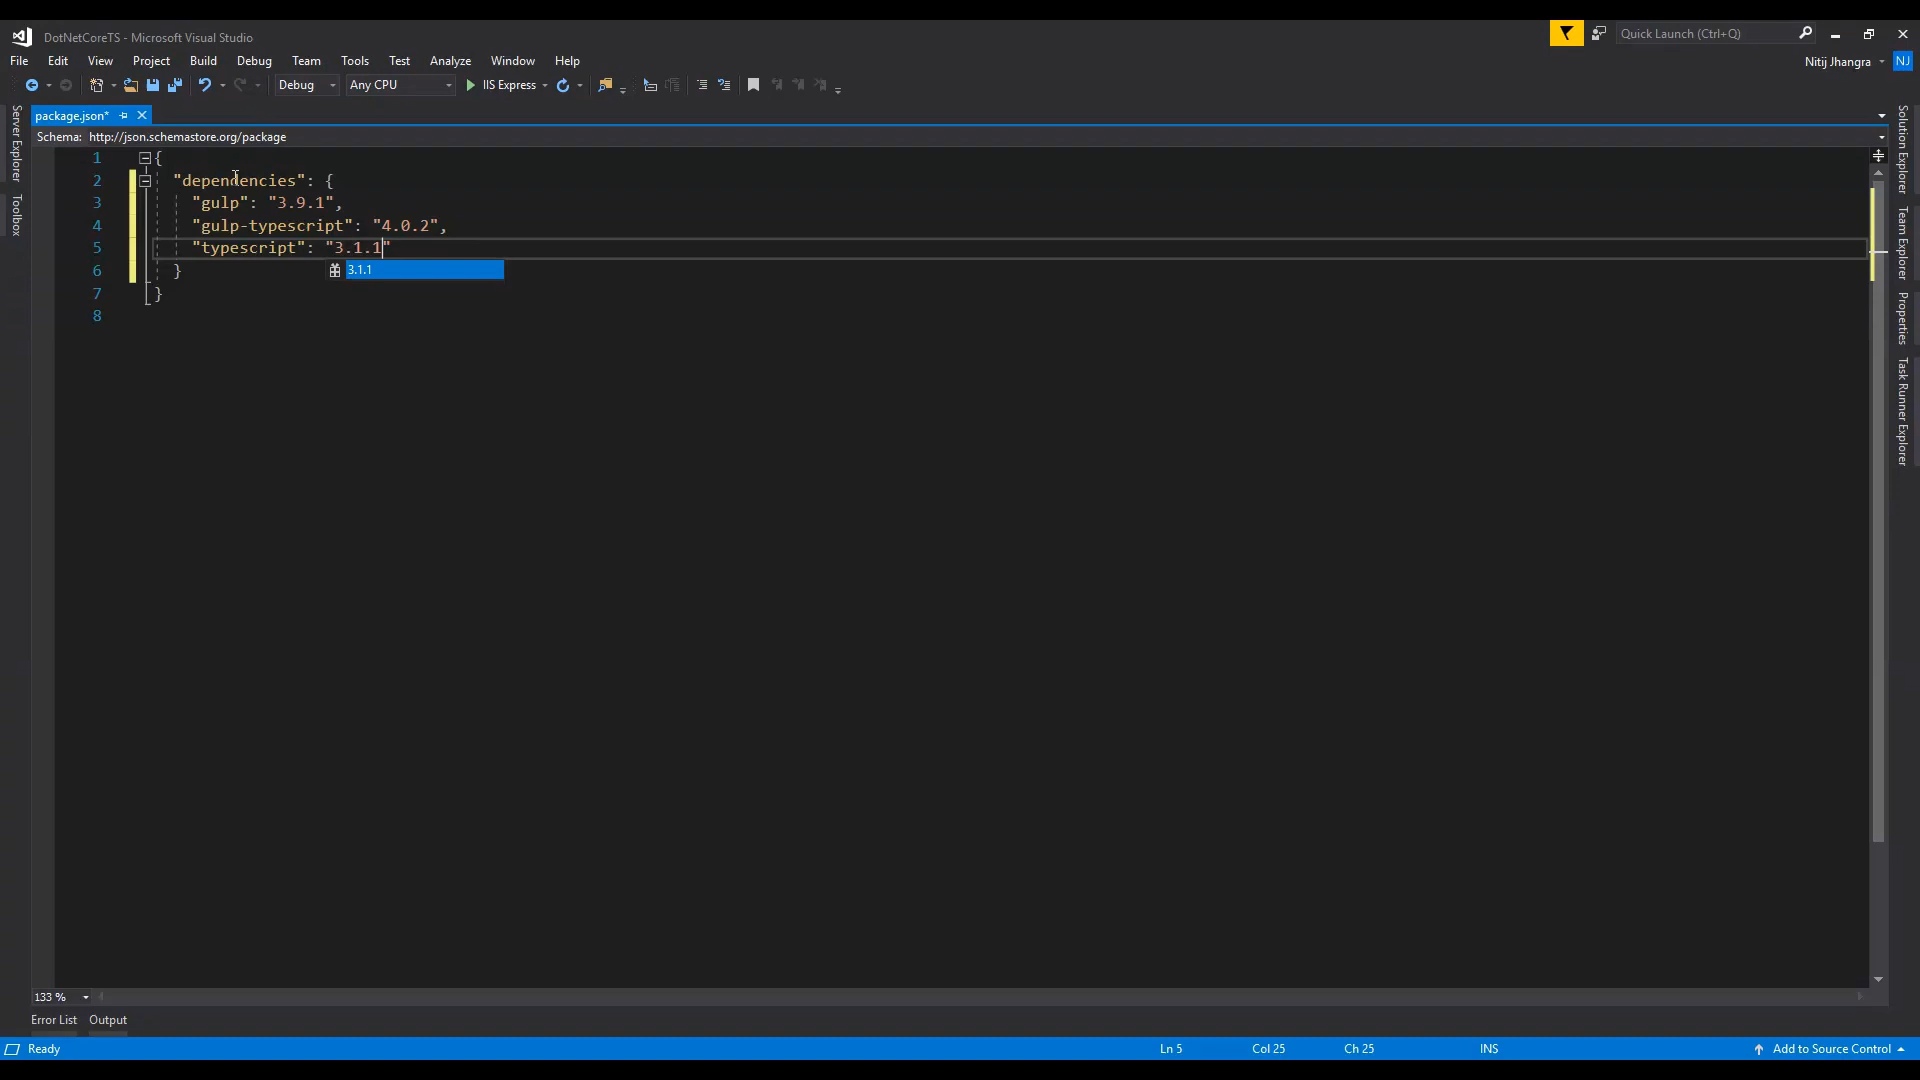 DotNetCoreTS - Microsoft Visual Studio
Quick Launch (Ctrl+Q)
File Edit View Project Build Debug Team Tools Test Analyze Window Help
Nitij Jhangra NJ
Debug Any CPU IIS Express
package.json*
Schema: http://json.schemastore.org/package
1 {
2 "dependencies": {
3 "gulp": "3.9.1",
4 "gulp-typescript": "4.0.2",
5 "typescript": "3.1.1"
3.1.1
6 }
7 }
8
Server Explorer
Toolbox
Solution Explorer
Team Explorer
Properties
Task Runner Explorer
133 %
Error List Output
Ready Ln 5 Col 25 Ch 25 INS Add to Source Control